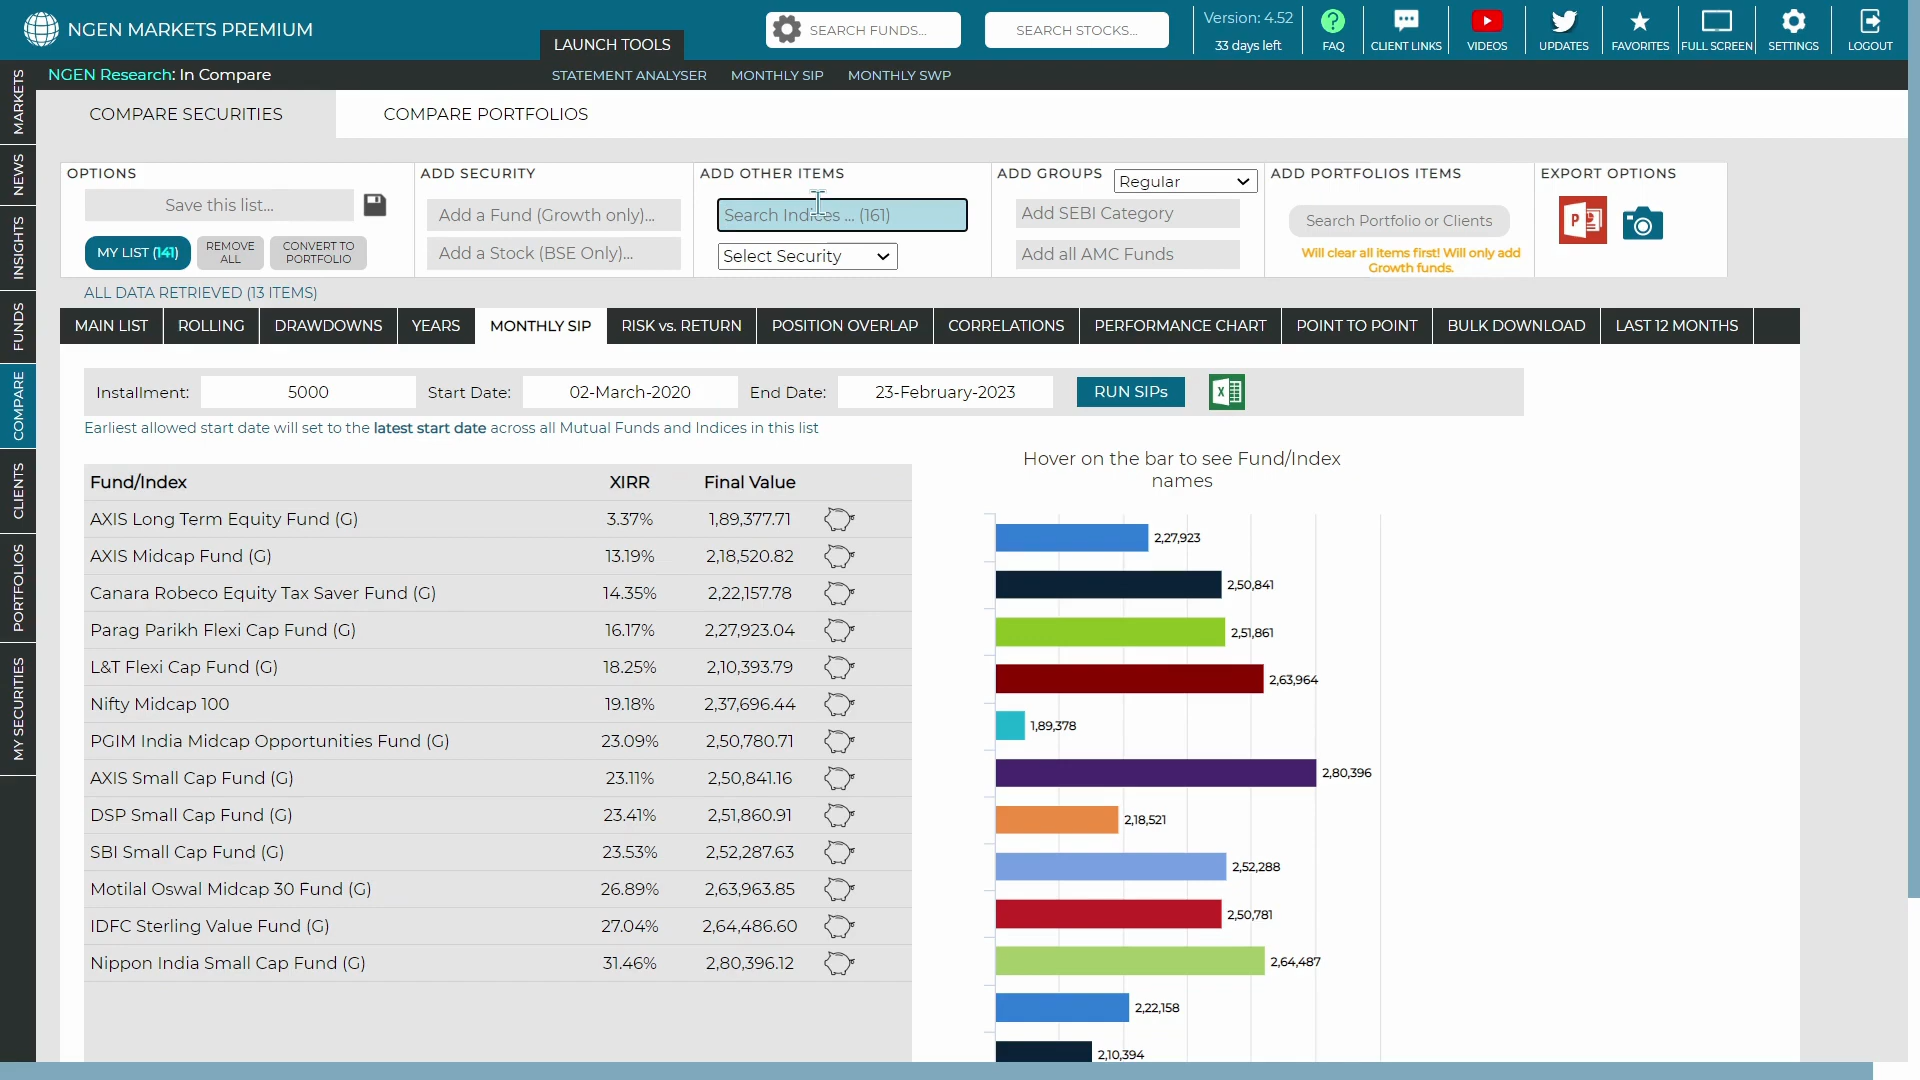 NGEN MARKETS PREMIUM
LAUNCH TOOLS
SEARCH FUNDS...
SEARCH STOCKS...
Version: 4.52
33 days left
FAQ
CLIENT LINKS
VIDEOS
UPDATES
FAVORITES
FULL SCREEN
SETTINGS
LOGOUT
NGEN Research: In Compare
STATEMENT ANALYSER
MONTHLY SIP
MONTHLY SWP
MARKETS
NEWS
INSIGHTS
FUNDS
COMPARE
CLIENTS
PORTFOLIOS
MY SECURITIES
COMPARE SECURITIES
COMPARE PORTFOLIOS
OPTIONS
Save this list...
MY LIST (141)
REMOVE
ALL
CONVERT TO
PORTFOLIO
ADD SECURITY
Add a Fund (Growth only)...
Add a Stock (BSE Only)...
ADD OTHER ITEMS
Search Indices ... (161)
Select Security
ADD GROUPS
Regular
Add SEBI Category
Add all AMC Funds
ADD PORTFOLIOS ITEMS
Search Portfolio or Clients
Will clear all items first! Will only add
Growth funds.
EXPORT OPTIONS
ALL DATA RETRIEVED (13 ITEMS)
MAIN LIST
ROLLING
DRAWDOWNS
YEARS
MONTHLY SIP
RISK vs. RETURN
POSITION OVERLAP
CORRELATIONS
PERFORMANCE CHART
POINT TO POINT
BULK DOWNLOAD
LAST 12 MONTHS
Installment: 5000 Start Date: 02-March-2020 End Date: 23-February-2023 RUN SIPs
Earliest allowed start date will set to the latest start date across all Mutual Funds and Indices in this list
Fund/Index XIRR Final Value
AXIS Long Term Equity Fund (G) 3.37% 1,89,377.71
AXIS Midcap Fund (G) 13.19% 2,18,520.82
Canara Robeco Equity Tax Saver Fund (G) 14.35% 2,22,157.78
Parag Parikh Flexi Cap Fund (G) 16.17% 2,27,923.04
L&T Flexi Cap Fund (G) 18.25% 2,10,393.79
Nifty Midcap 100 19.18% 2,37,696.44
PGIM India Midcap Opportunities Fund (G) 23.09% 2,50,780.71
AXIS Small Cap Fund (G) 23.11% 2,50,841.16
DSP Small Cap Fund (G) 23.41% 2,51,860.91
SBI Small Cap Fund (G) 23.53% 2,52,287.63
Motilal Oswal Midcap 30 Fund (G) 26.89% 2,63,963.85
IDFC Sterling Value Fund (G) 27.04% 2,64,486.60
Nippon India Small Cap Fund (G) 31.46% 2,80,396.12
Hover on the bar to see Fund/Index
names
2,27,923
2,50,841
2,51,861
2,63,964
1,89,378
2,80,396
2,18,521
2,52,288
2,50,781
2,64,487
2,22,158
2,10,394